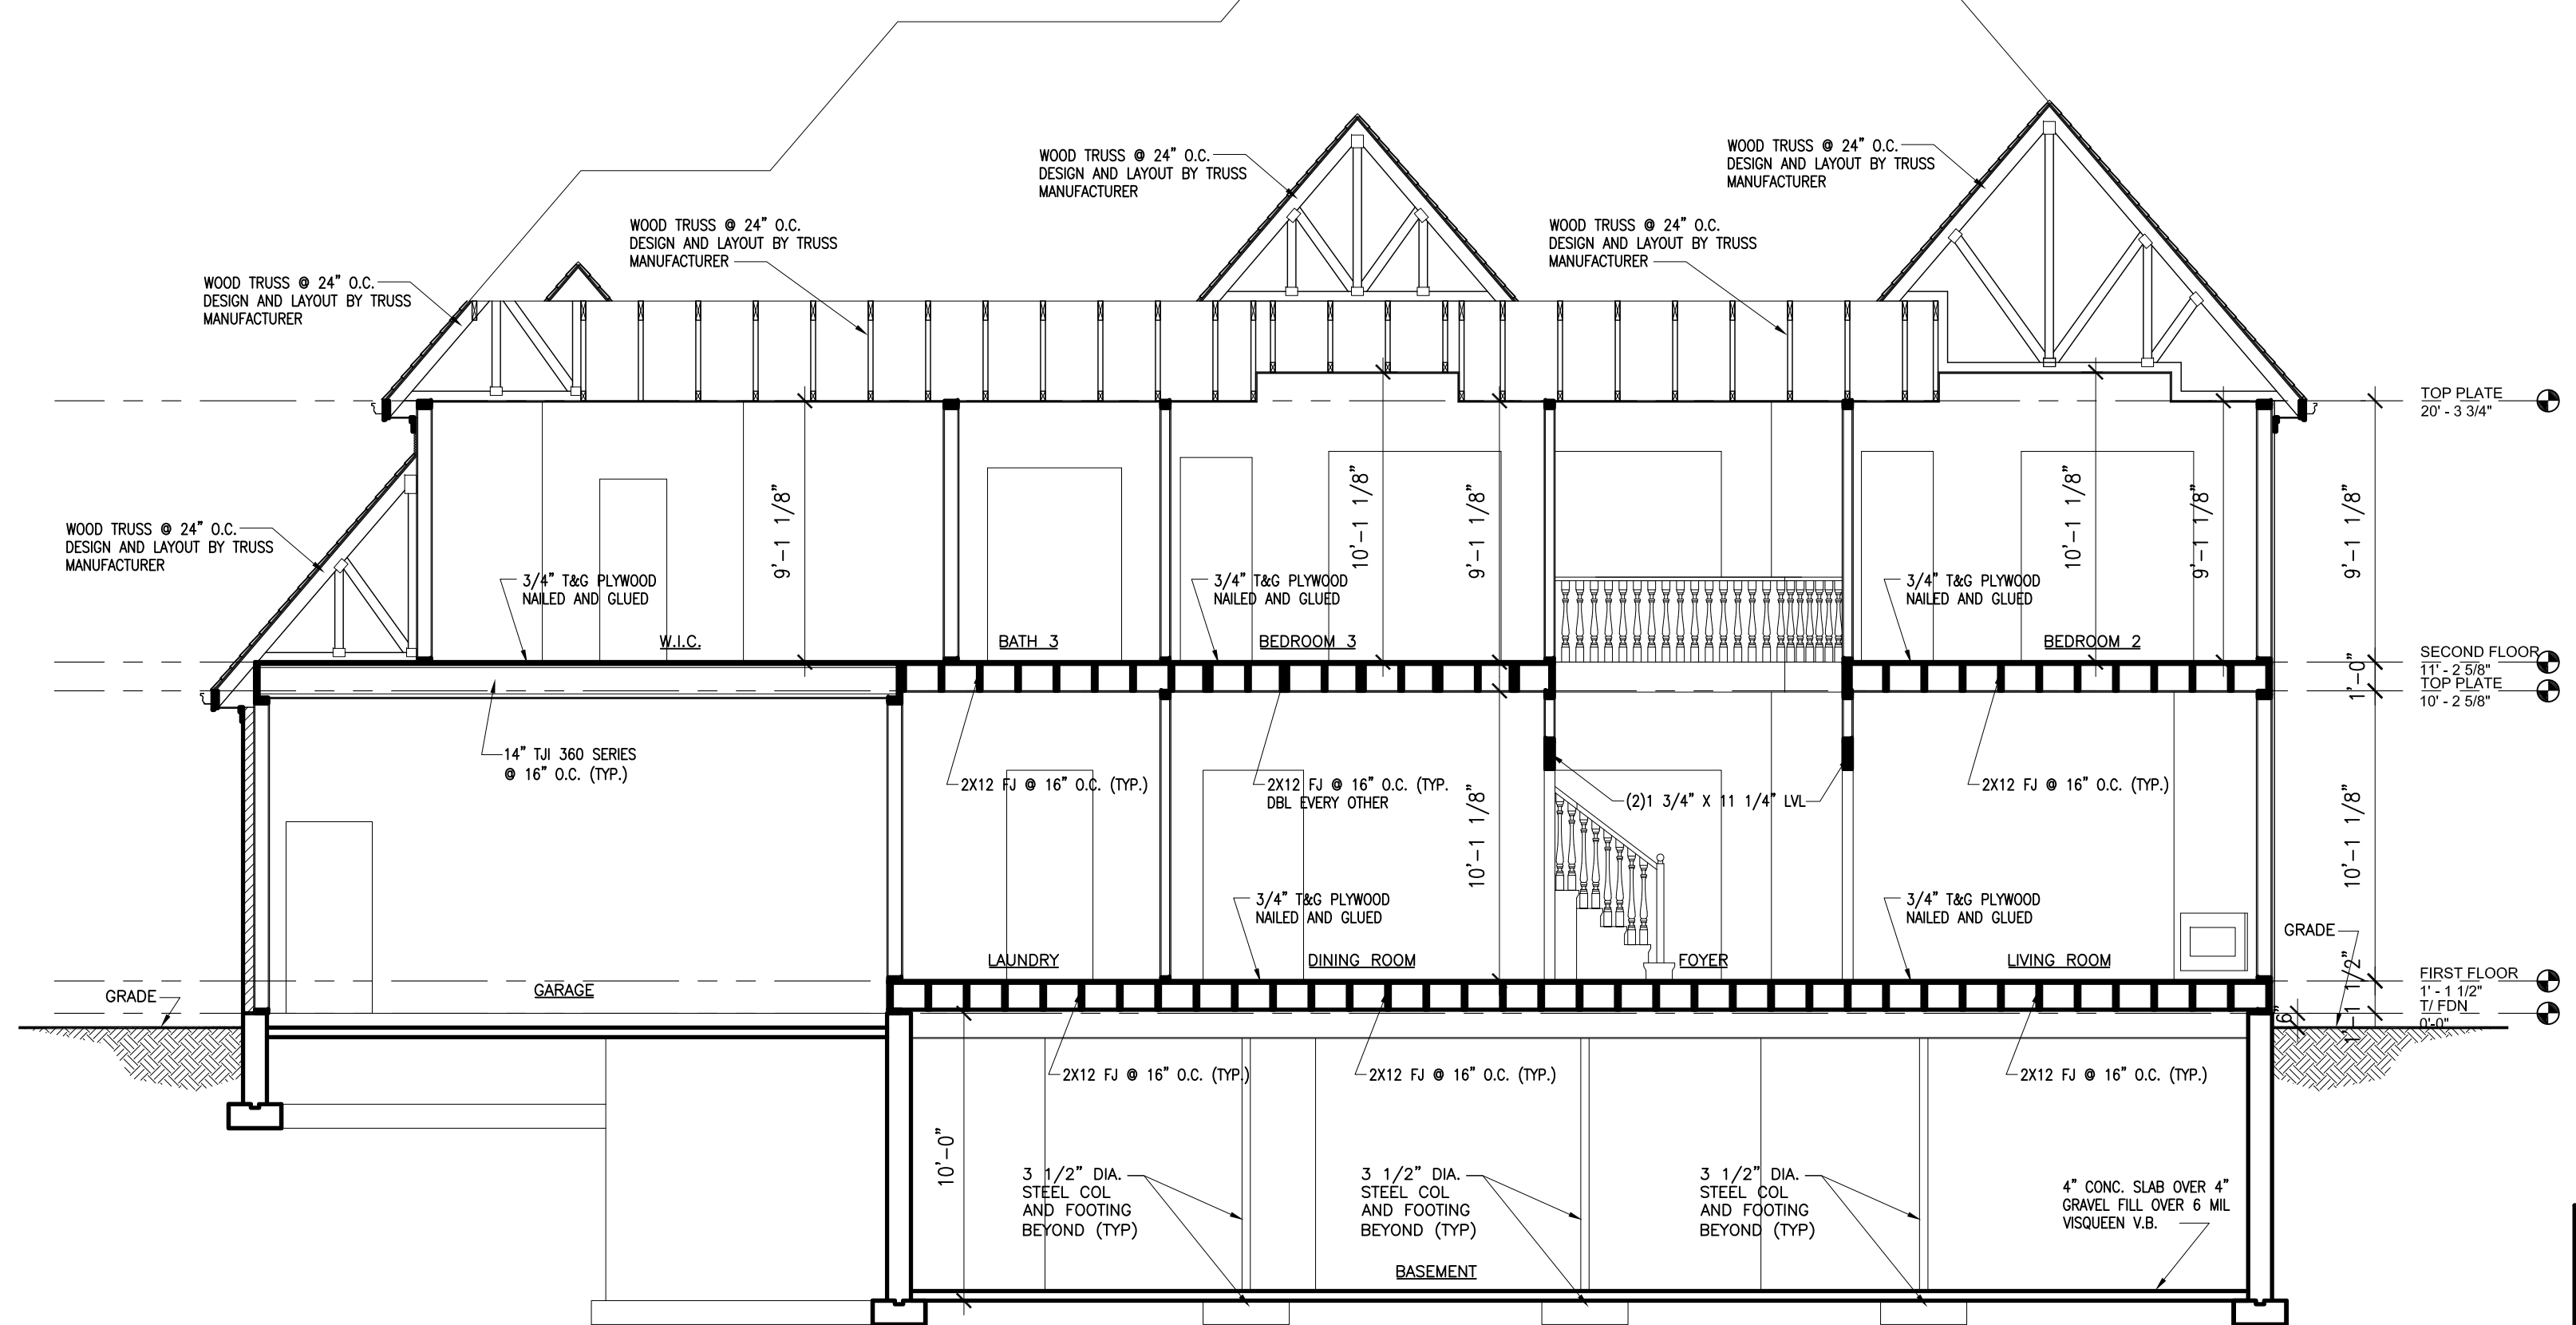 WOOD TRUSS @ 24" O.C.
DESIGN AND LAYOUT BY TRUSS
MANUFACTURER
WOOD TRUSS @ 24" O.C.
DESIGN AND LAYOUT BY TRUSS
MANUFACTURER
WOOD TRUSS @ 24" O.C.
DESIGN AND LAYOUT BY TRUSS
MANUFACTURER
WOOD TRUSS @ 24" O.C.
DESIGN AND LAYOUT BY TRUSS
MANUFACTURER
WOOD TRUSS @ 24" O.C.
DESIGN AND LAYOUT BY TRUSS
MANUFACTURER
TOP PLATE
20' - 3 3/4"
WOOD TRUSS @ 24" O.C.
DESIGN AND LAYOUT BY TRUSS
MANUFACTURER
9'-1 1/8"
10'-1 1/8"
9'-1 1/8"
10'-1 1/8"
9'-1 1/8"
9'-1 1/8"
3/4" T&G PLYWOOD
NAILED AND GLUED
3/4" T&G PLYWOOD
NAILED AND GLUED
3/4" T&G PLYWOOD
NAILED AND GLUED
W.I.C.
BATH 3
BEDROOM 3
BEDROOM 2
SECOND FLOOR
11' - 2 5/8"
1'-0"
TOP PLATE
10' - 2 5/8"
14" TJI 360 SERIES
@ 16" O.C. (TYP.)
2X12 FJ @ 16" O.C. (TYP.)
2X12 FJ @ 16" O.C. (TYP.
DBL EVERY OTHER
(2)1 3/4" X 11 1/4" LVL
2X12 FJ @ 16" O.C. (TYP.)
10'-1 1/8"
10'-1 1/8"
3/4" T&G PLYWOOD
NAILED AND GLUED
3/4" T&G PLYWOOD
NAILED AND GLUED
GRADE
LAUNDRY
DINING ROOM
FOYER
LIVING ROOM
GARAGE
GRADE
FIRST FLOOR
1' - 1 1/2"
T/ FDN
0'-0"
1'-1 1/2"
6"
2X12 FJ @ 16" O.C. (TYP.)
2X12 FJ @ 16" O.C. (TYP.)
2X12 FJ @ 16" O.C. (TYP.)
10'-0"
3 1/2" DIA.
STEEL COL
AND FOOTING
BEYOND (TYP)
3 1/2" DIA.
STEEL COL
AND FOOTING
BEYOND (TYP)
3 1/2" DIA.
STEEL COL
AND FOOTING
BEYOND (TYP)
4" CONC. SLAB OVER 4"
GRAVEL FILL OVER 6 MIL
VISQUEEN V.B.
BASEMENT